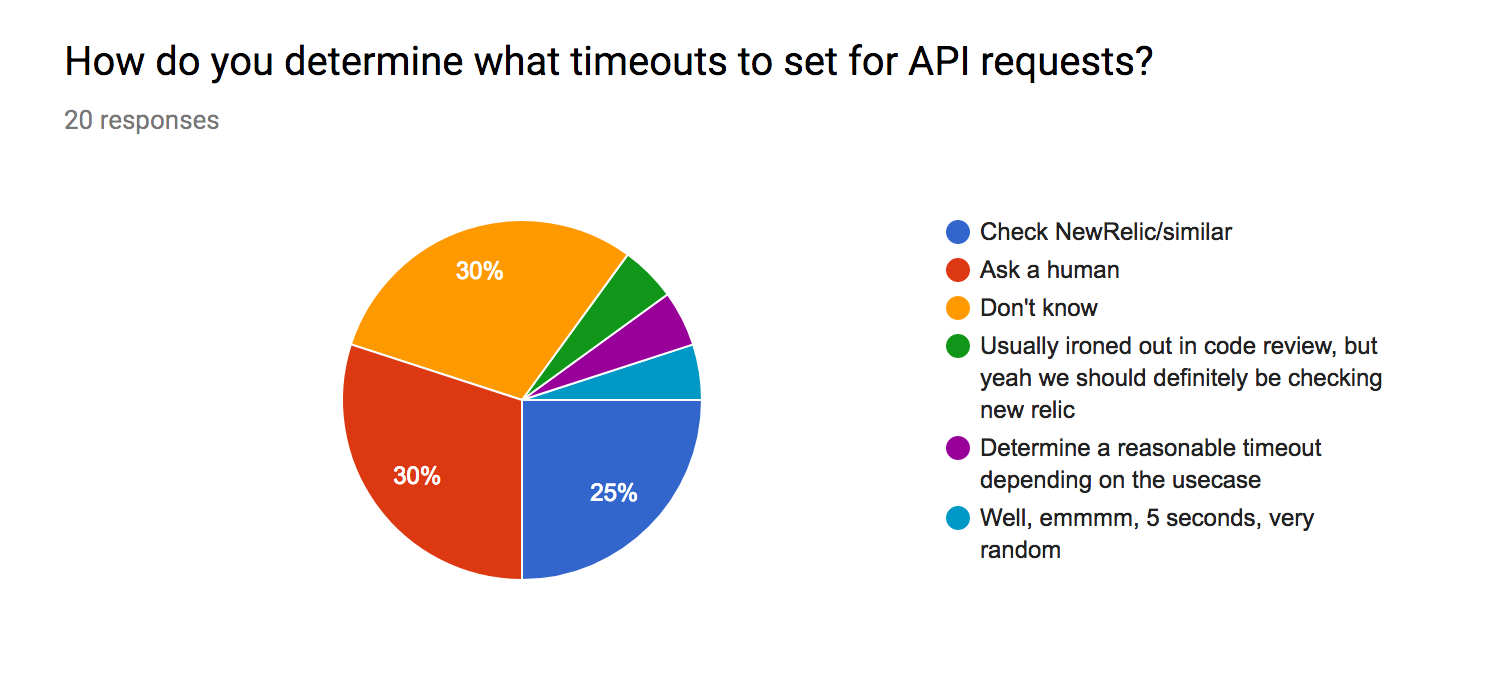 How do you determine what timeouts to set for API requests?
20 responses
30%
30%
25%
Check NewRelic/similar
Ask a human
Don't know
Usually ironed out in code review, but
yeah we should definitely be checking
new relic
Determine a reasonable timeout
depending on the usecase
Well, emmmm, 5 seconds, very
random